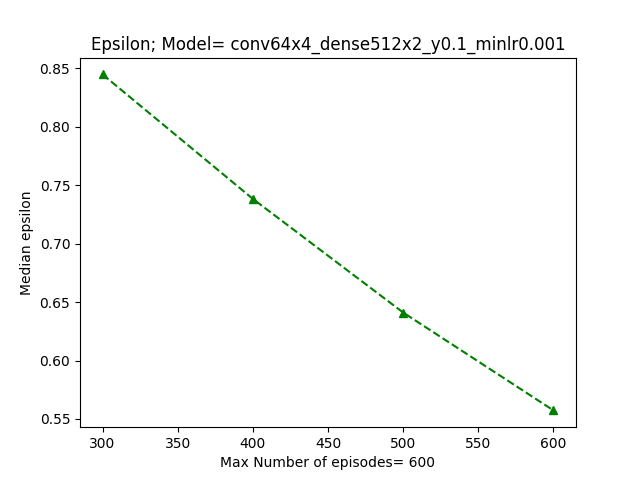 Epsilon; Model= conv64x4_dense512x2_y0.1_minlr0.001
0.85
0.80
0.75
0.70
0.65
0.60
0.55
Median epsilon
300 350 400 450 500 550 600
Max Number of episodes= 600